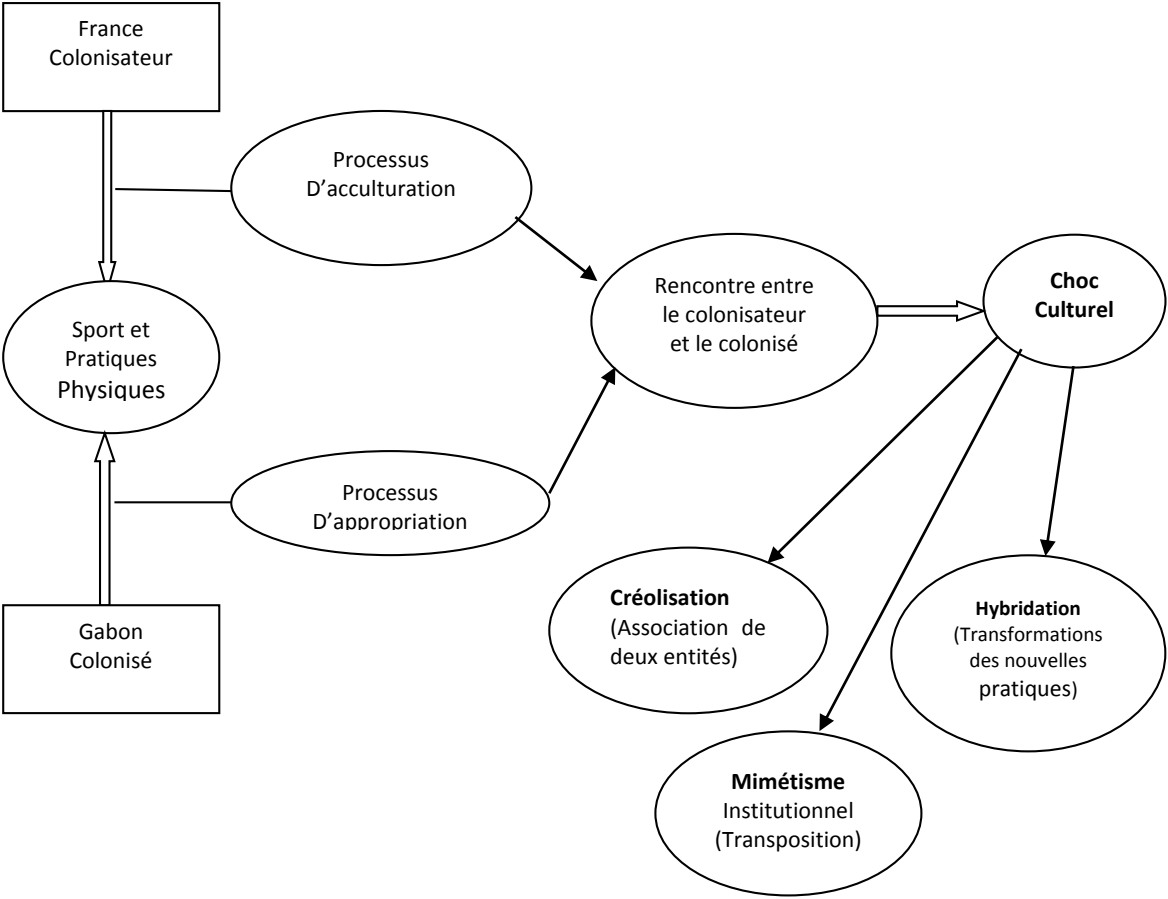 France
Colonisateur
Processus
D’acculturation
Rencontre entre
le colonisateur
et le colonisé
Choc
Culturel
Sport et
Pratiques
Physiques
Processus
D’appropriation
Gabon
Colonisé
Créolisation
(Association de
deux entités)
Hybridation
(Transformations
des nouvelles
pratiques)
Mimétisme
Institutionnel
(Transposition)